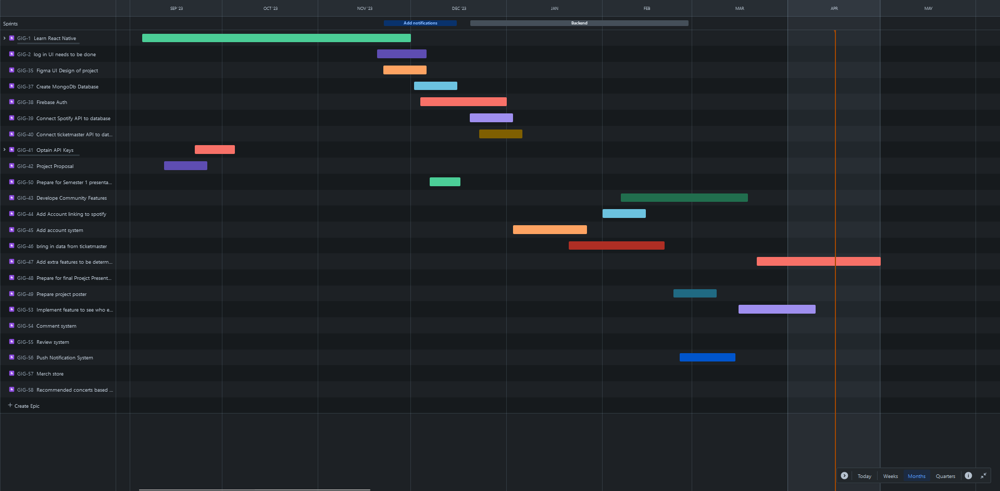 SEP '23 OCT '23 NOV '23 DEC '23 JAN FEB MAR APR MAY
Sprints Add notifications Backend
GIG-1 Learn React Native
GIG-2 log in UI needs to be done
GIG-35 Figma UI Design of project
GIG-37 Create MongoDb Database
GIG-38 Firebase Auth
GIG-39 Connect Spotify API to database
GIG-40 Connect ticketmaster API to dat...
GIG-41 Optain API Keys
GIG-42 Project Proposal
GIG-50 Prepare for Semester 1 presenta...
GIG-43 Develope Community Features
GIG-44 Add Account linking to spotify
GIG-45 Add account system
GIG-46 bring in data from ticketmaster
GIG-47 Add extra features to be determ...
GIG-48 Prepare for final Proejct Present...
GIG-49 Prepare project poster
GIG-53 Implement feature to see who e...
GIG-54 Comment system
GIG-55 Review system
GIG-56 Push Notification System
GIG-57 Merch store
GIG-58 Recommended concerts based ...
+ Create Epic
Today Weeks Months Quarters